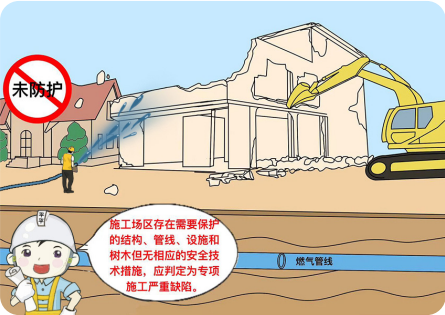 未防护
施工场区存在需要保护
的结构、管线、设施和
树木但无相应的安全技
术措施，应判定为专项
施工严重缺陷。
燃气管线